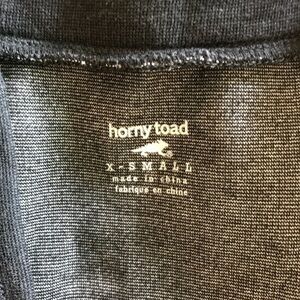 horny toad
X-SMALL
made in china
fabriqué en chine